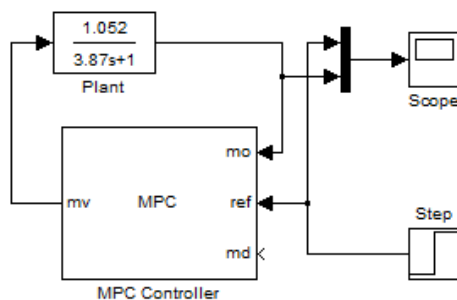 1.052
3.87s+1
Plant
Scope
mo
mv
MPC
ref
Step
md
MPC Controller